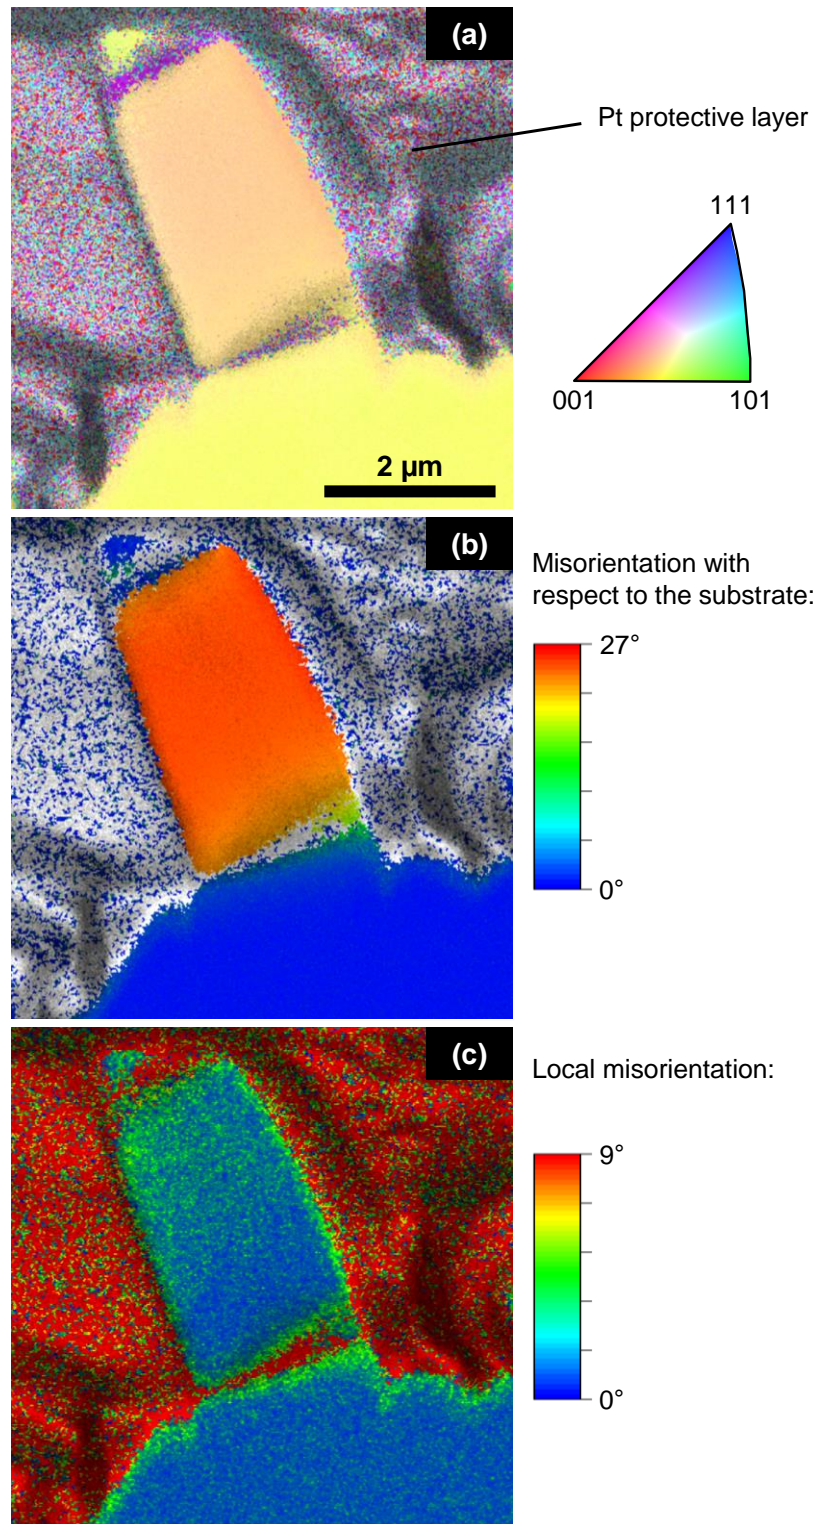 (a)
Pt protective layer
111
001
101
2 µm
(b)
Misorientation with
respect to the substrate:
27°
0°
(c)
Local misorientation:
9°
0°